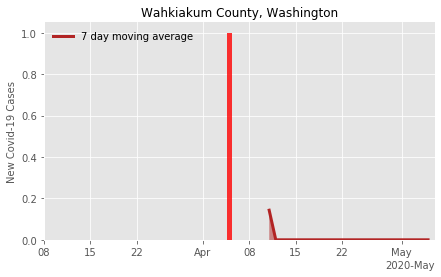 Wahkiakum County, Washington
7 day moving average
New Covid-19 Cases
1.0
0.8
0.6
0.4
0.2
0.0
08 15 22 Apr 08 15 22 May
2020-May